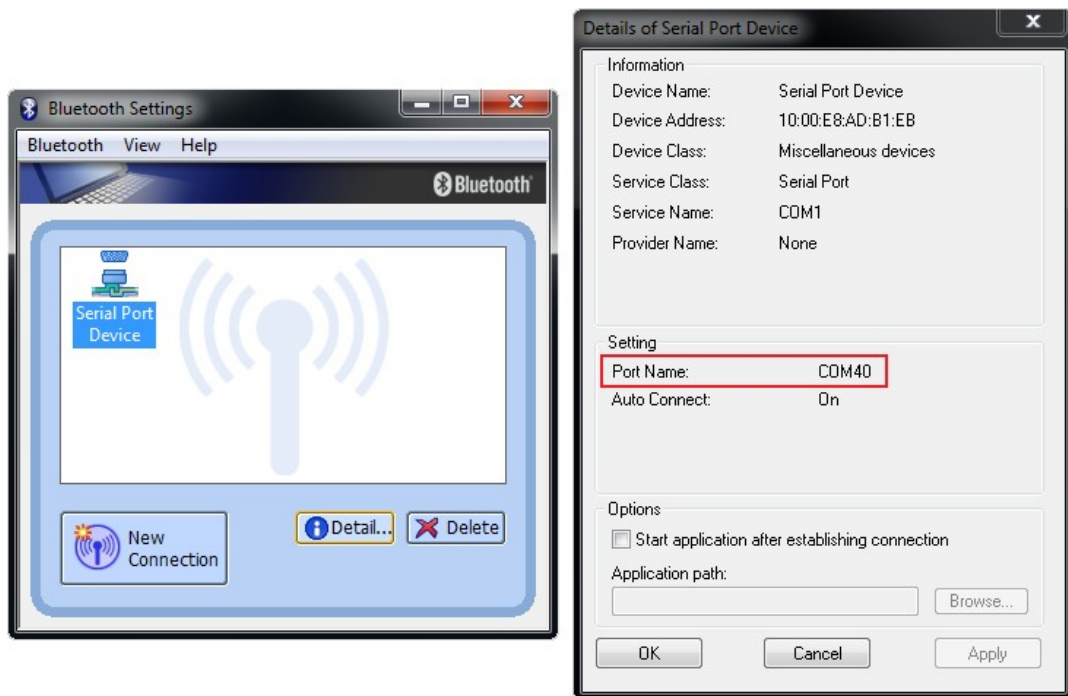 Bluetooth Settings
Bluetooth View Help
Bluetooth
Serial Port
Device
New
Connection
Detail...
Delete
Details of Serial Port Device
x
Information
Device Name: Serial Port Device
Device Address: 10:00:E8:AD:B1:EB
Device Class: Miscellaneous devices
Service Class: Serial Port
Service Name: COM1
Provider Name: None
Setting
Port Name: COM40
Auto Connect: On
Options
Start application after establishing connection
Application path:
Browse...
OK Cancel Apply